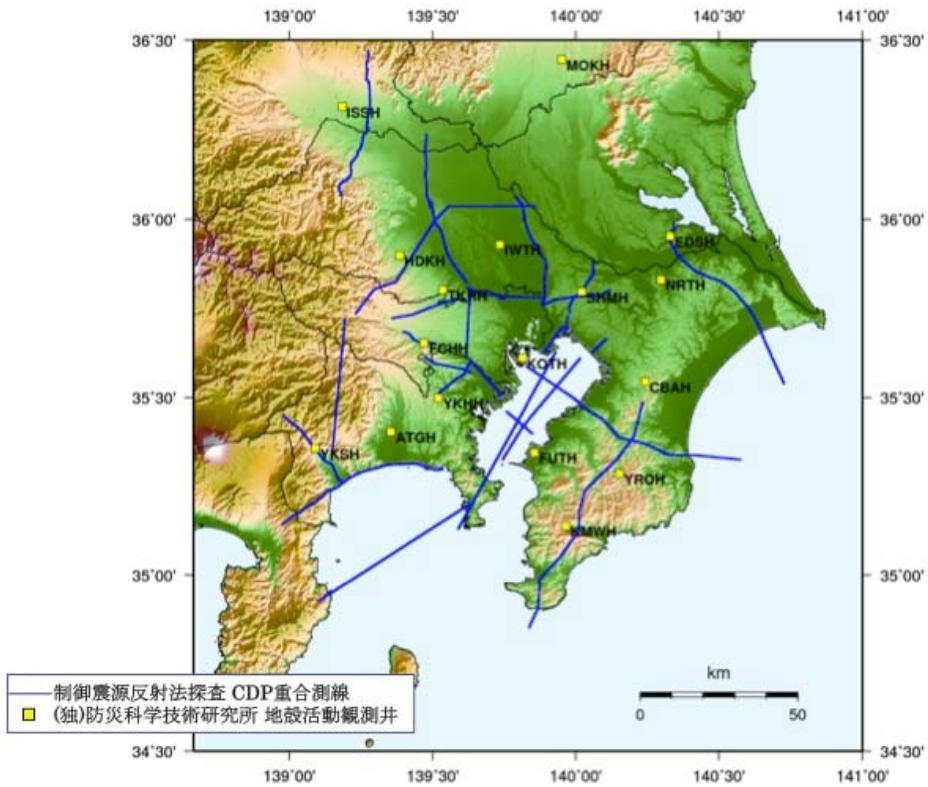 139°00' 139°30' 140°00' 140°30' 141°00'
36°30' 36°30'
MOKH
ISSH
36°00' 36°00'
EDSH
IWTH
HDKH
NRTH
SHMH
FCHH
KOTH
35°30' 35°30'
CBAH
YKHH
ATGH
YKSH
FUTH
YROH
KMWH
35°00' 35°00'
km
0 50
制御震源反射法探査 CDP重合測線
(独)防災科学技術研究所 地殻活動観測井
34°30' 34°30'
139°00' 139°30' 140°00' 140°30' 141°00'